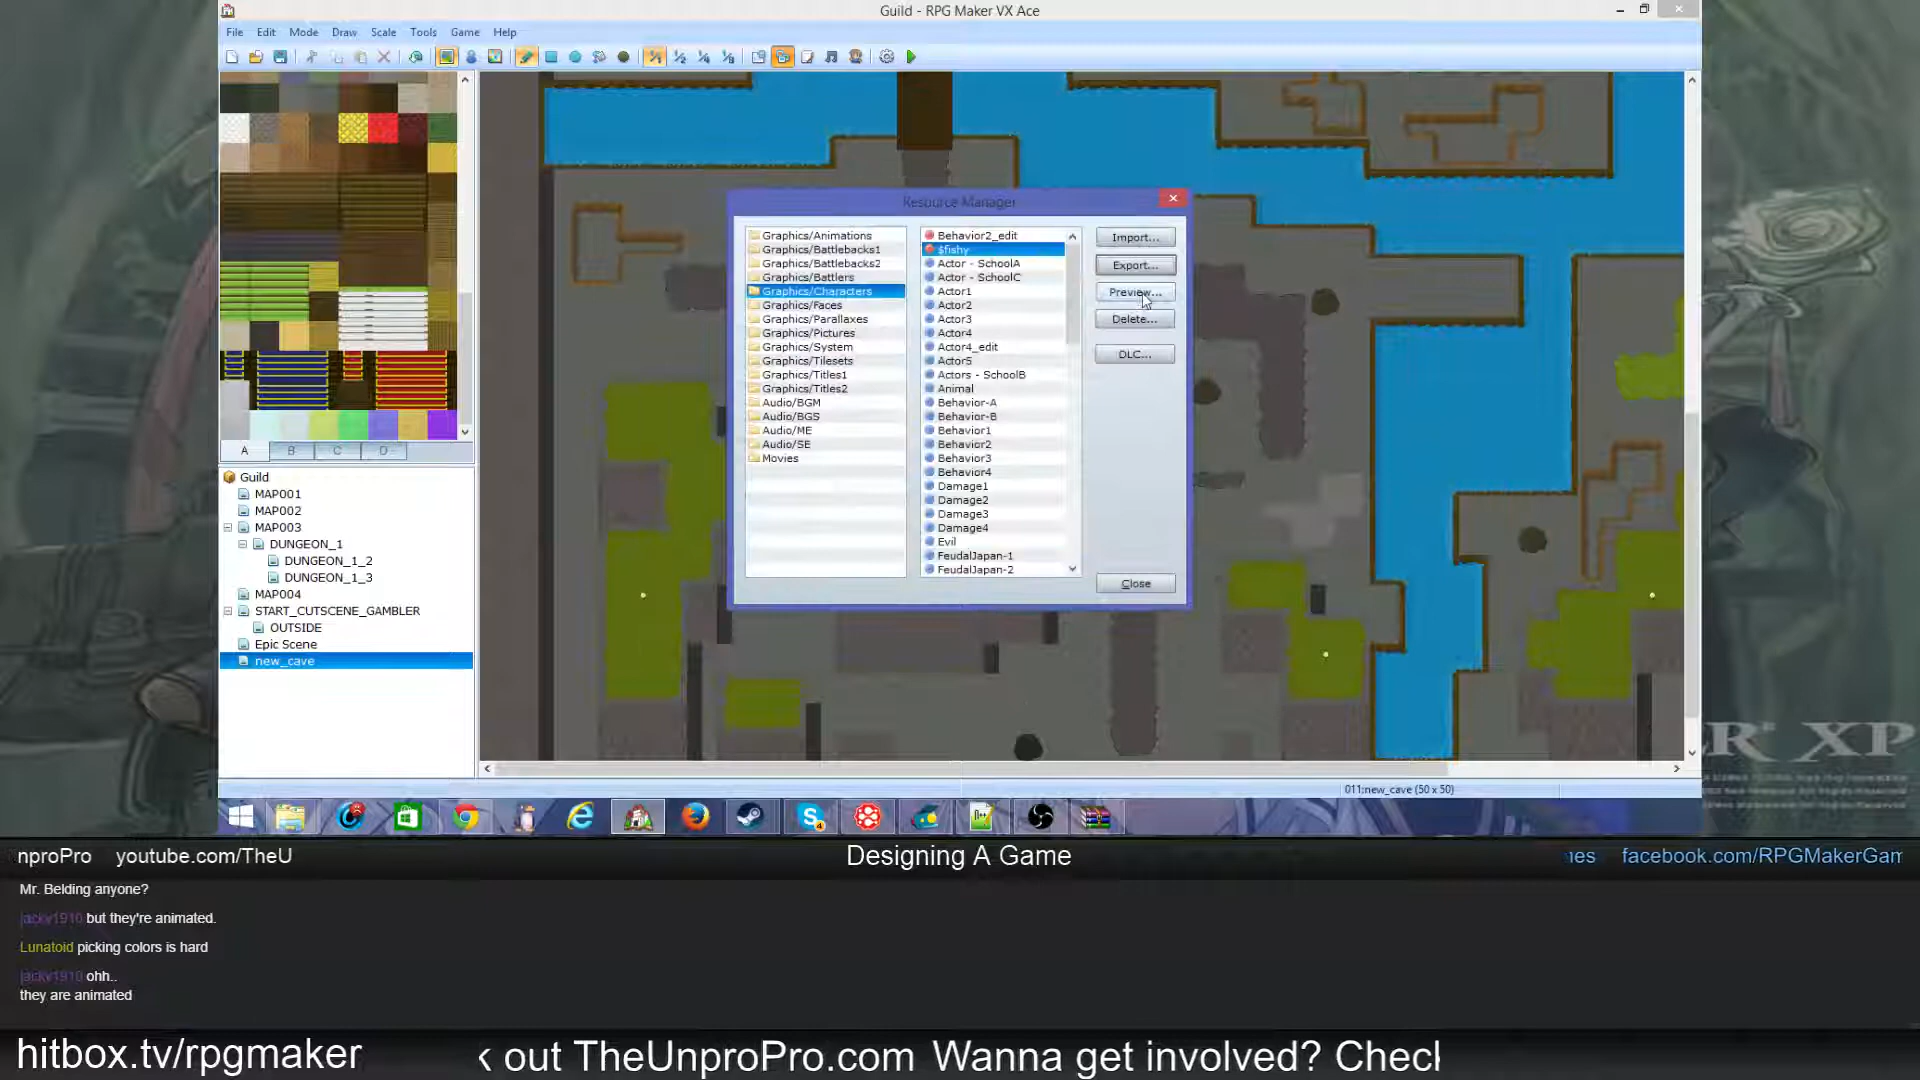 Guild - RPG Maker VX Ace
File Edit Mode Draw Scale Tools Game Help
A B C D
Guild
MAP001
MAP002
MAP003
DUNGEON_1
DUNGEON_1_2
DUNGEON_1_3
MAP004
START_CUTSCENE_GAMBLER
OUTSIDE
Epic Scene
new_cave
Resource Manager
Graphics/Animations
Graphics/Battlebacks1
Graphics/Battlebacks2
Graphics/Battlers
Graphics/Characters
Graphics/Faces
Graphics/Parallaxes
Graphics/Pictures
Graphics/System
Graphics/Tilesets
Graphics/Titles1
Graphics/Titles2
Audio/BGM
Audio/BGS
Audio/ME
Audio/SE
Movies
Behavior2_edit
$fishy
Actor - SchoolA
Actor - SchoolC
Actor1
Actor2
Actor3
Actor4
Actor4_edit
Actor5
Actors - SchoolB
Animal
Behavior-A
Behavior-B
Behavior1
Behavior2
Behavior3
Behavior4
Damage1
Damage2
Damage3
Damage4
Evil
FeudalJapan-1
FeudalJapan-2
Import...
Export...
Preview...
Delete...
DLC...
Close
011:new_cave (50 x 50)
R XP
nproPro youtube.com/TheU
Designing A Game
nes facebook.com/RPGMakerGam
Mr. Belding anyone?
jacky1910 but they're animated.
Lunatoid picking colors is hard
jacky1910 ohh..
they are animated
hitbox.tv/rpgmaker
k out TheUnproPro.com Wanna get involved? Check